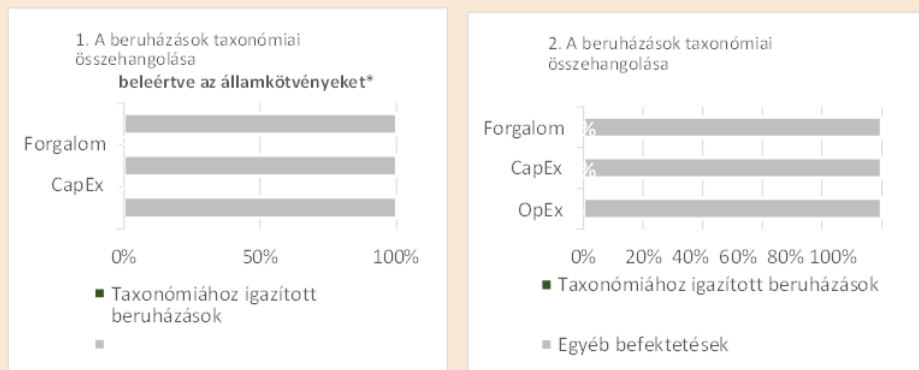 1. A beruházások taxonómiai
összehangolása
beleértve az államkötvényeket*
Forgalom
CapEx
0% 50% 100%
Taxonómiához igazított
beruházások
2. A beruházások taxonómiai
összehangolása
Forgalom %
CapEx %
OpEx
0% 20% 40% 60% 80% 100%
Taxonómiához igazított beruházások
Egyéb befektetések